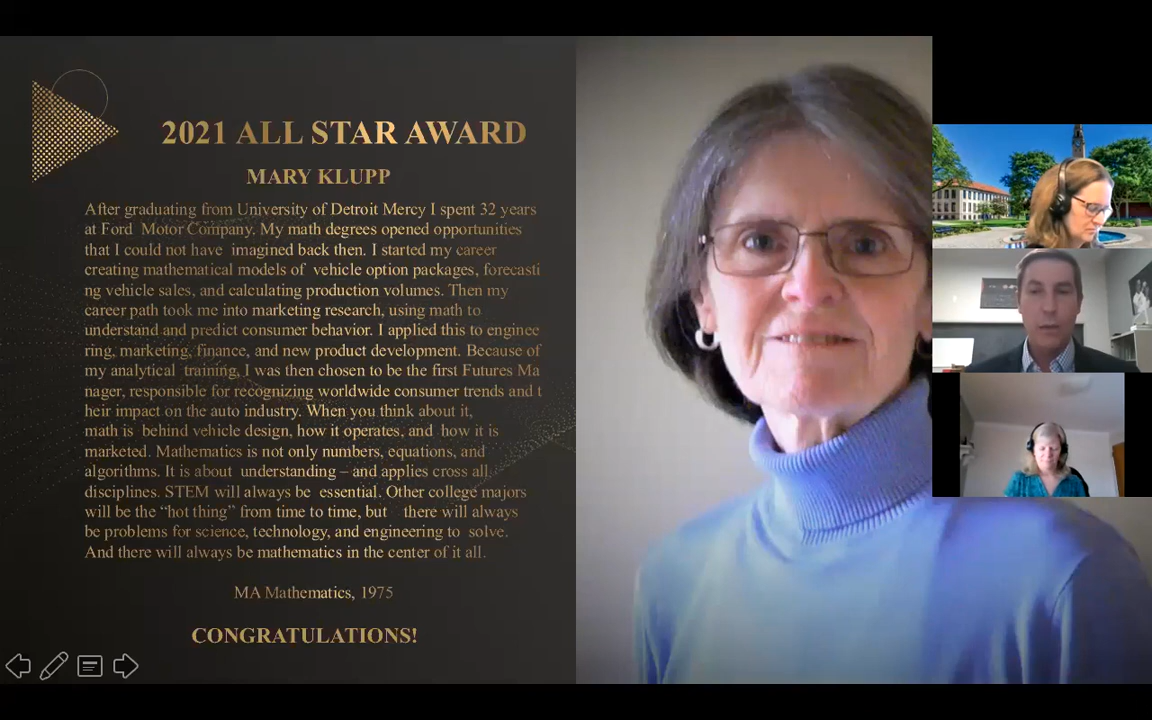 2021 ALL STAR AWARD
MARY KLUPP
After graduating from University of Detroit Mercy I spent 32 years
at Ford Motor Company. My math degrees opened opportunities
that I could not have imagined back then. I started my career
creating mathematical models of vehicle option packages, forecasti
ng vehicle sales, and calculating production volumes. Then my
career path took me into marketing research, using math to
understand and predict consumer behavior. I applied this to enginee
ring, marketing, finance, and new product development. Because of
my analytical training, I was then chosen to be the first Futures Ma
nager, responsible for recognizing worldwide consumer trends and t
heir impact on the auto industry. When you think about it,
math is behind vehicle design, how it operates, and how it is
marketed. Mathematics is not only numbers, equations, and
algorithms. It is about understanding – and applies cross all
disciplines. STEM will always be essential. Other college majors
will be the “hot thing” from time to time, but there will always
be problems for science, technology, and engineering to solve.
And there will always be mathematics in the center of it all.
MA Mathematics, 1975
CONGRATULATIONS!